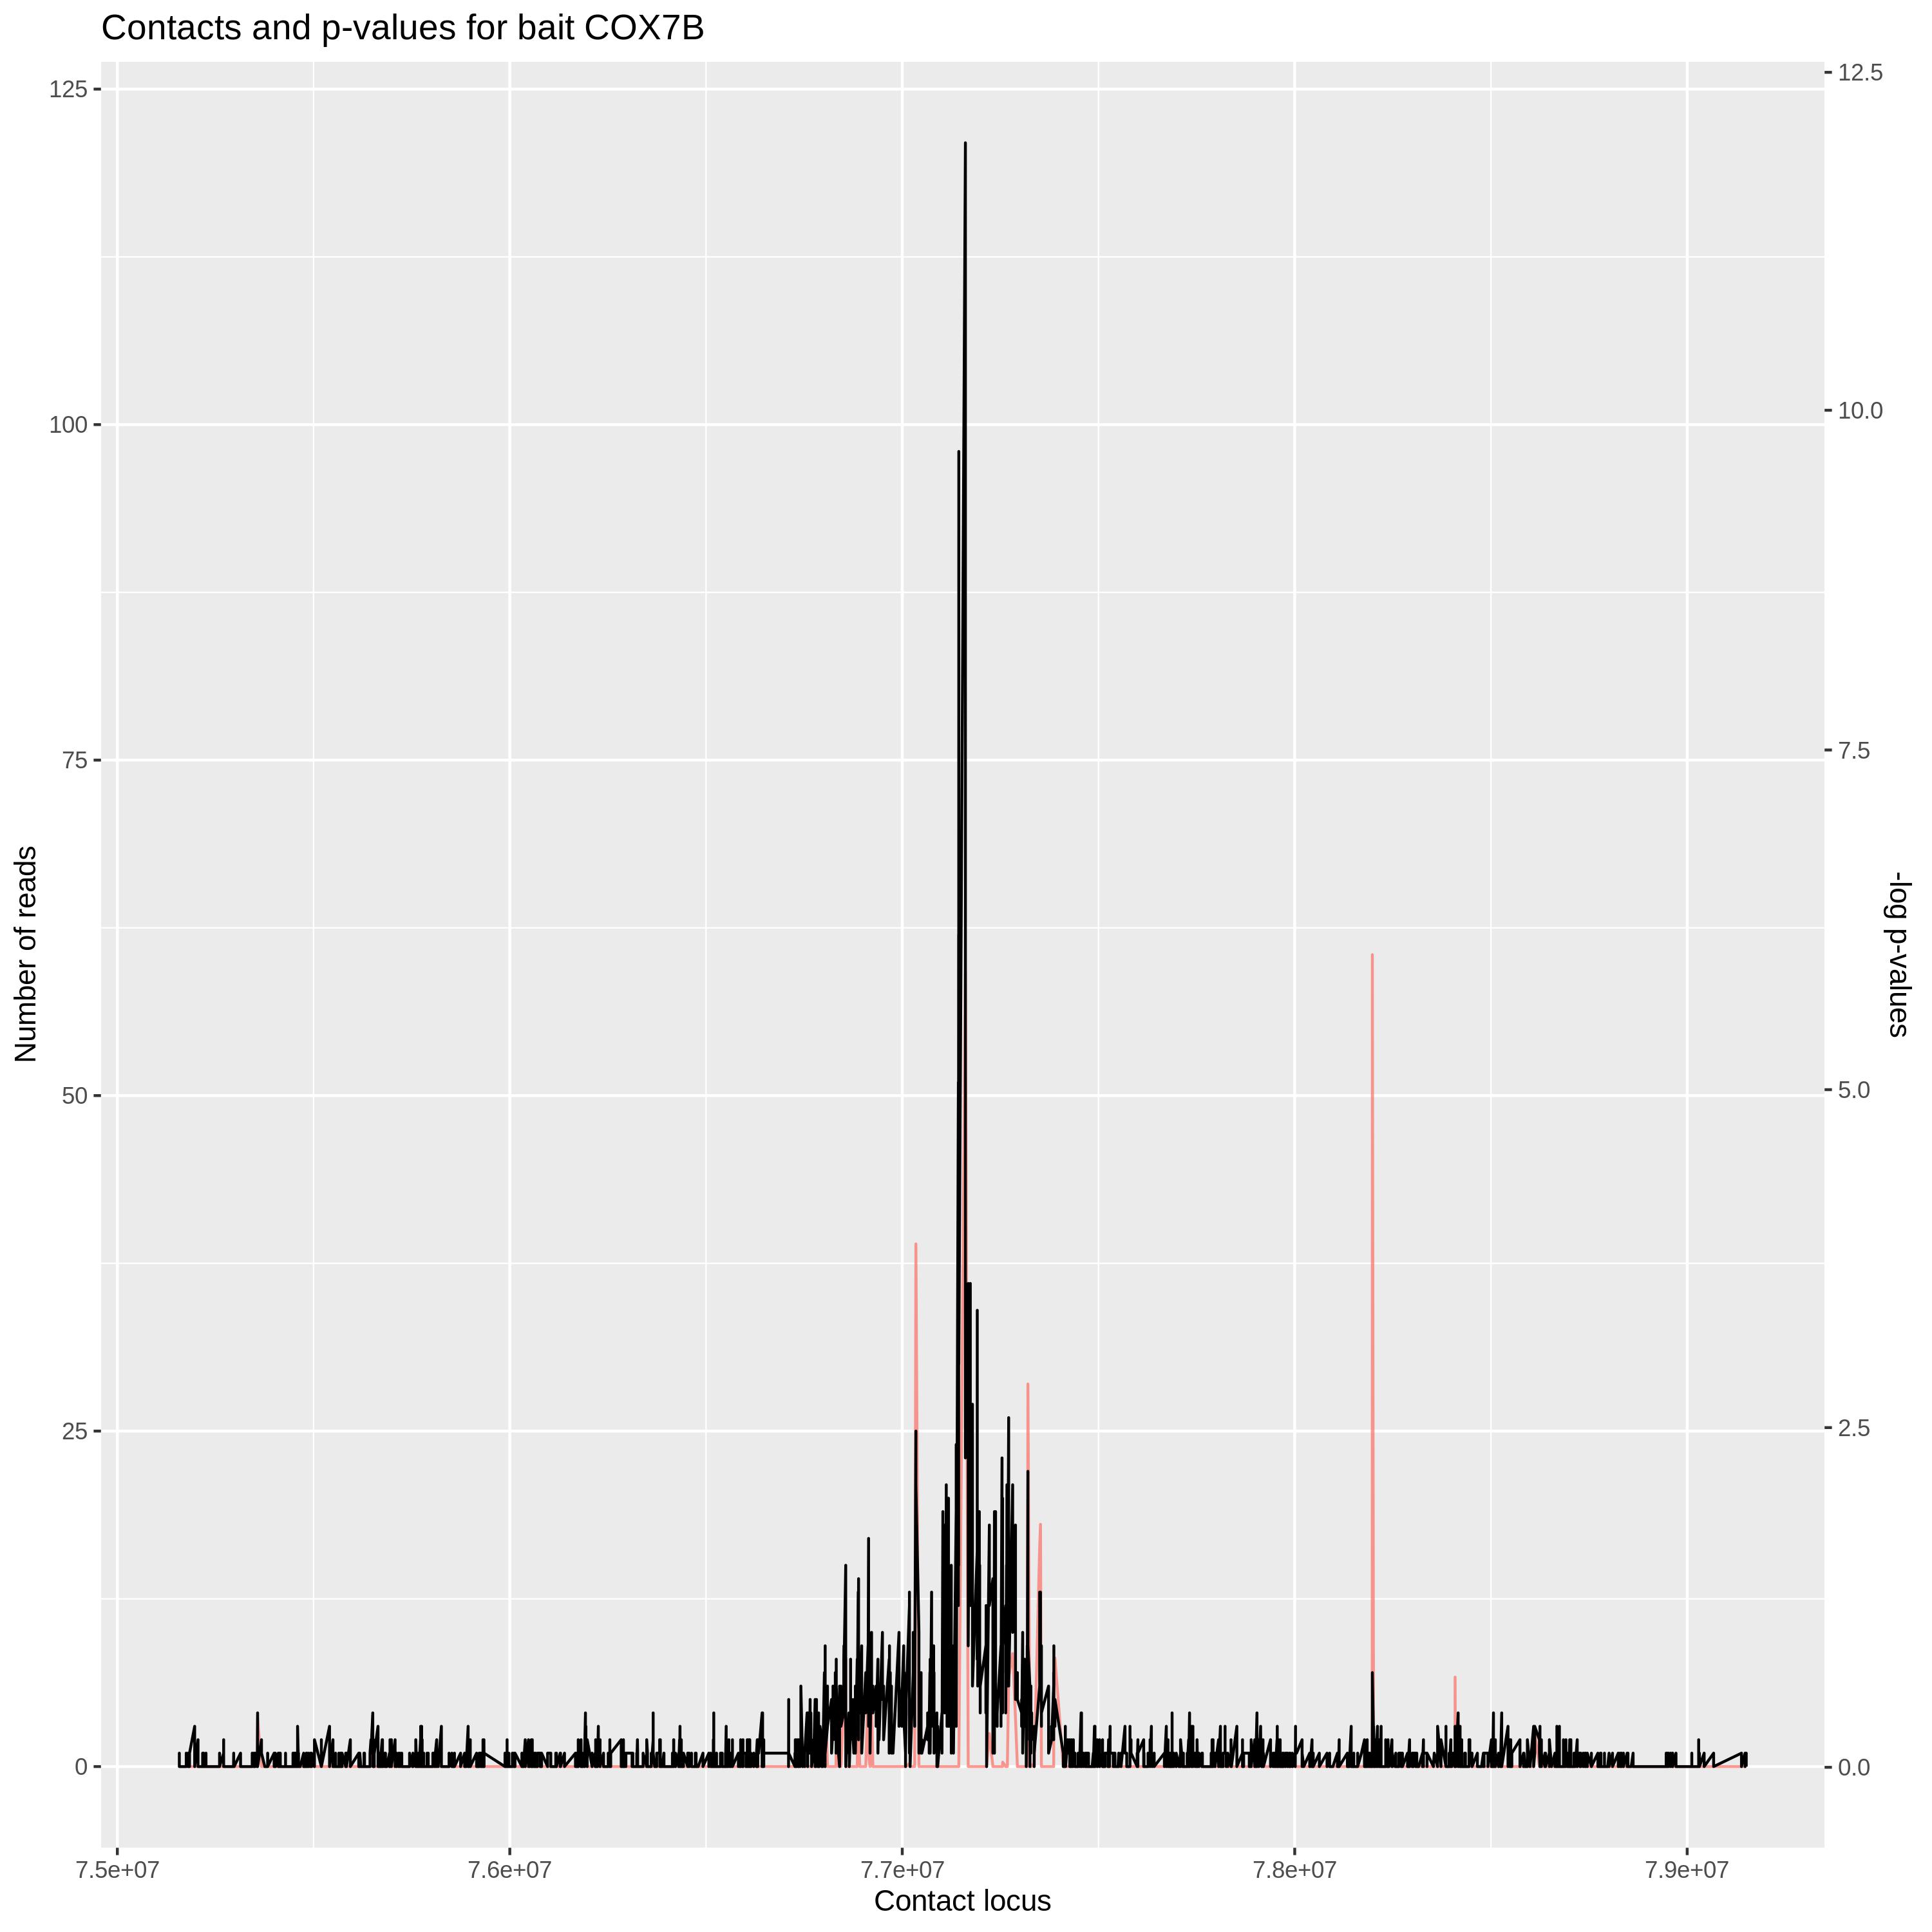 Contacts and p-values for bait COX7B
125
100
75
50
25
0
Number of reads
12.5
10.0
7.5
5.0
2.5
0.0
-log p-values
7.5e+07
7.6e+07
7.7e+07
7.8e+07
7.9e+07
Contact locus